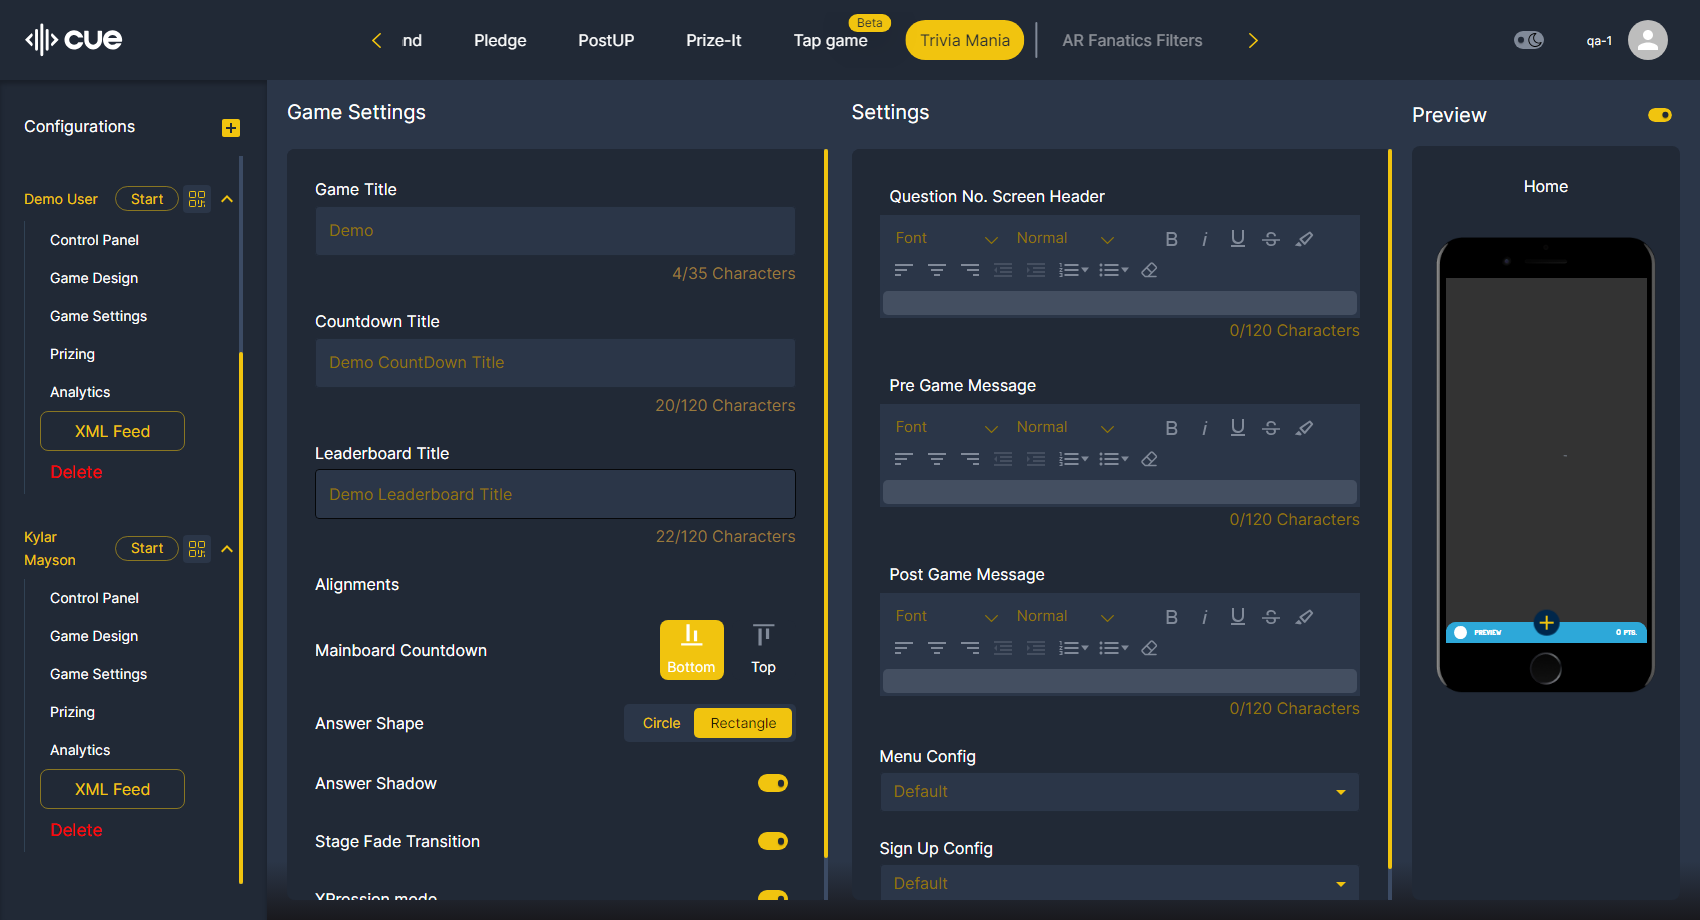 cue
nd
Pledge
PostUP
Prize-It
Tap game
Beta
Trivia Mania
AR Fanatics Filters
qa-1
Configurations
Demo User
Start
Control Panel
Game Design
Game Settings
Prizing
Analytics
XML Feed
Delete
Kylar
Mayson
Start
Control Panel
Game Design
Game Settings
Prizing
Analytics
XML Feed
Delete
Game Settings
Game Title
Demo
4/35 Characters
Countdown Title
Demo CountDown Title
20/120 Characters
Leaderboard Title
Demo Leaderboard Title
22/120 Characters
Alignments
Mainboard Countdown
Bottom
Top
Answer Shape
Circle
Rectangle
Answer Shadow
Stage Fade Transition
XPression mode
Settings
Question No. Screen Header
Font
Normal
0/120 Characters
Pre Game Message
Font
Normal
0/120 Characters
Post Game Message
Font
Normal
0/120 Characters
Menu Config
Default
Sign Up Config
Default
Preview
Home
PREVIEW
0 PTS.